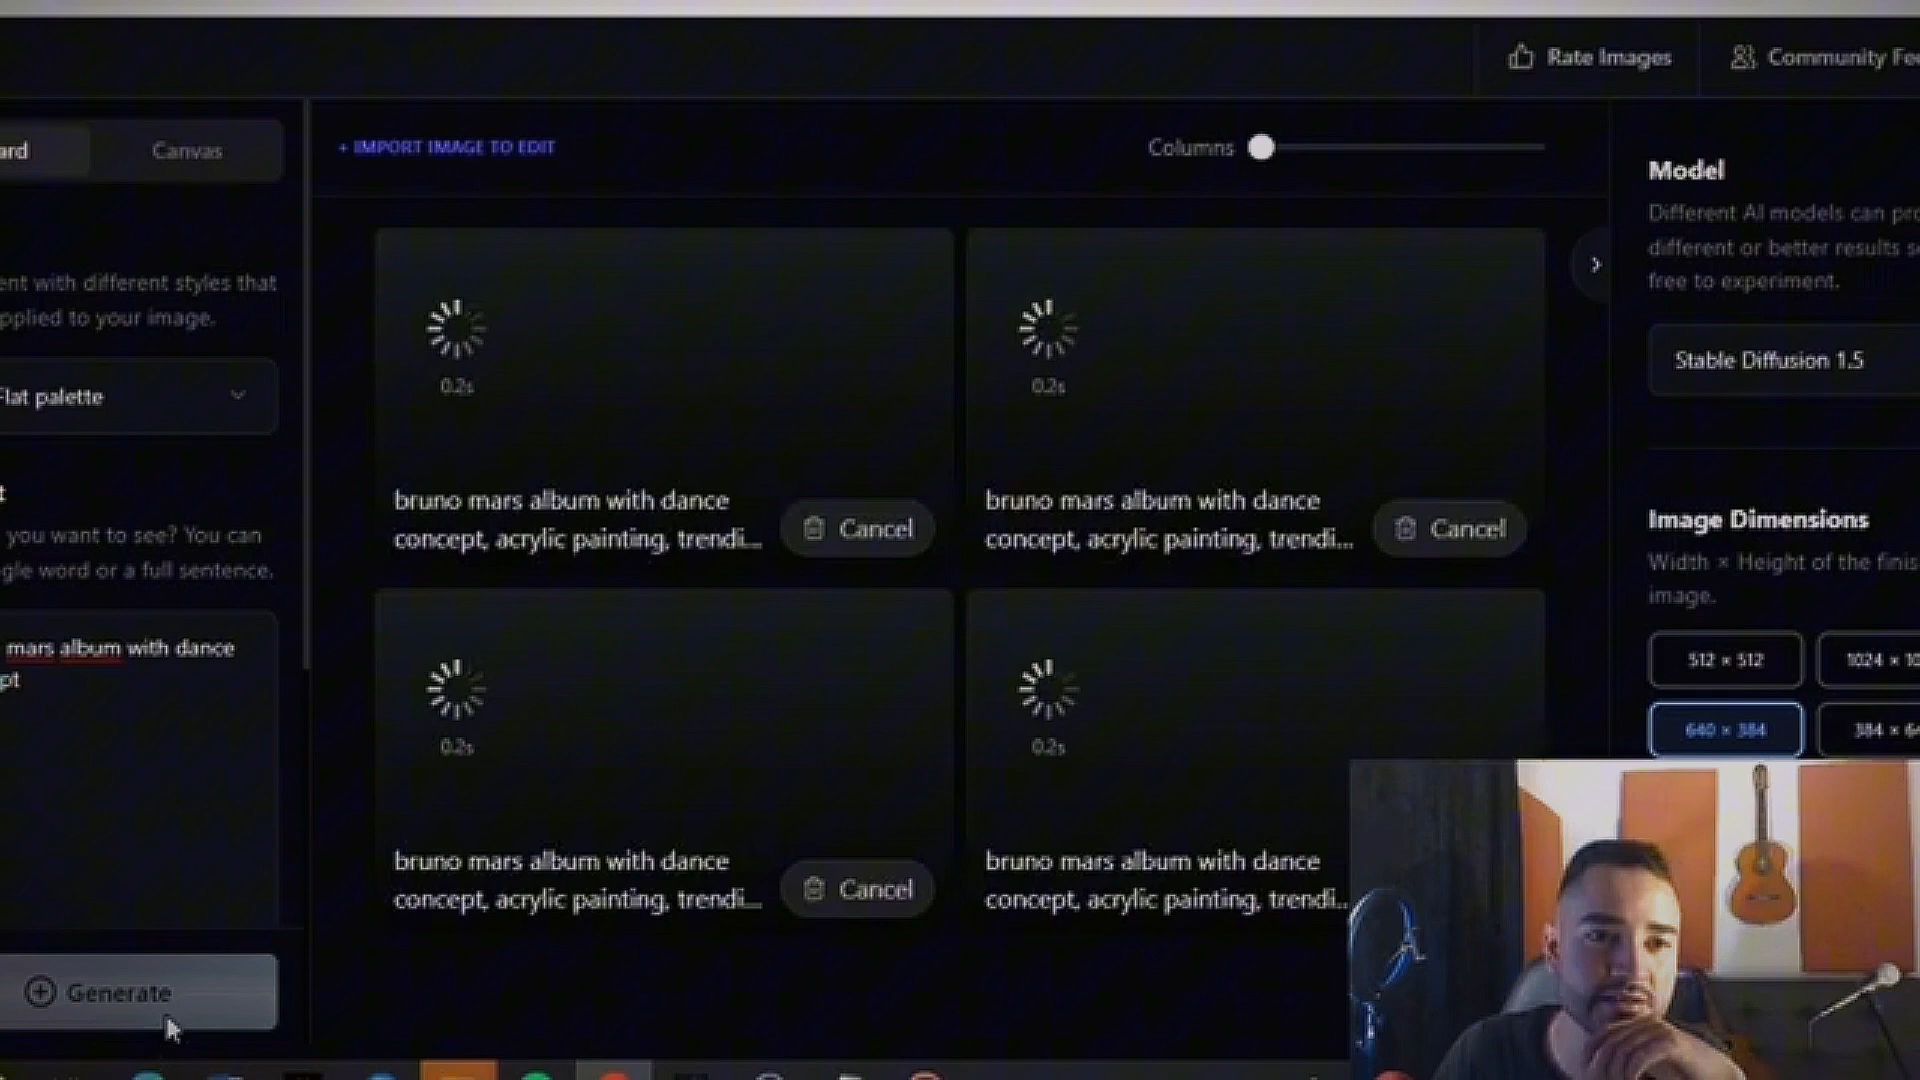 Rate Images
Community Fee
ard
Canvas
+ IMPORT IMAGE TO EDIT
Columns
ent with different styles that
pplied to your image.
Flat palette
t
you want to see? You can
gle word or a full sentence.
mars album with dance
pt
Generate
0.2s
bruno mars album with dance
concept, acrylic painting, trendi...
Cancel
0.2s
bruno mars album with dance
concept, acrylic painting, trendi...
Cancel
0.2s
bruno mars album with dance
concept, acrylic painting, trendi...
Cancel
0.2s
bruno mars album with dance
concept, acrylic painting, trendi..
Model
Different AI models can pro
different or better results so
free to experiment.
Stable Diffusion 1.5
Image Dimensions
Width × Height of the finis
image.
512 × 512
1024 × 10
640 × 384
384 × 64